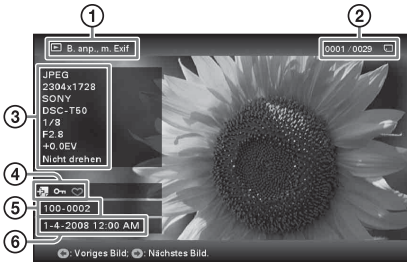 1
2
B. anp., m. Exif
0001/0029
3
JPEG
2304x1728
SONY
DSC-T50
1/8
F2.8
+0.0EV
Nicht drehen
4
5
100-0002
6
1-4-2008 12:00 AM
: Voriges Bild; : Nächstes Bild.